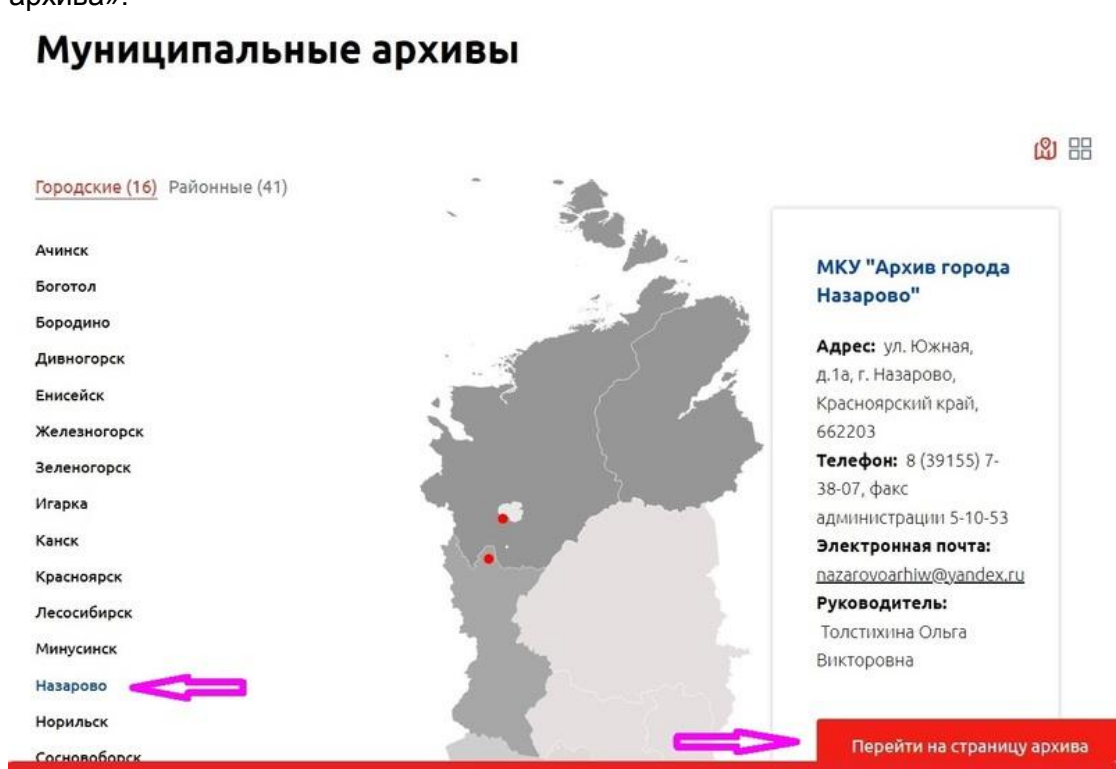 архива».
Муниципальные архивы
Городские (16) Районные (41)
Ачинск
Боготол
Бородино
Дивногорск
Енисейск
Железногорск
Зеленогорск
Игарка
Канск
Красноярск
Лесосибирск
Минусинск
Назарово
Норильск
Сосновоборск
МКУ "Архив города
Назарово"
Адрес: ул. Южная,
д.1а, г. Назарово,
Красноярский край,
662203
Телефон: 8 (39155) 7-
38-07, факс
администрации 5-10-53
Электронная почта:
nazarovoarhiw@yandex.ru
Руководитель:
Толстихина Ольга
Викторовна
Перейти на страницу архива